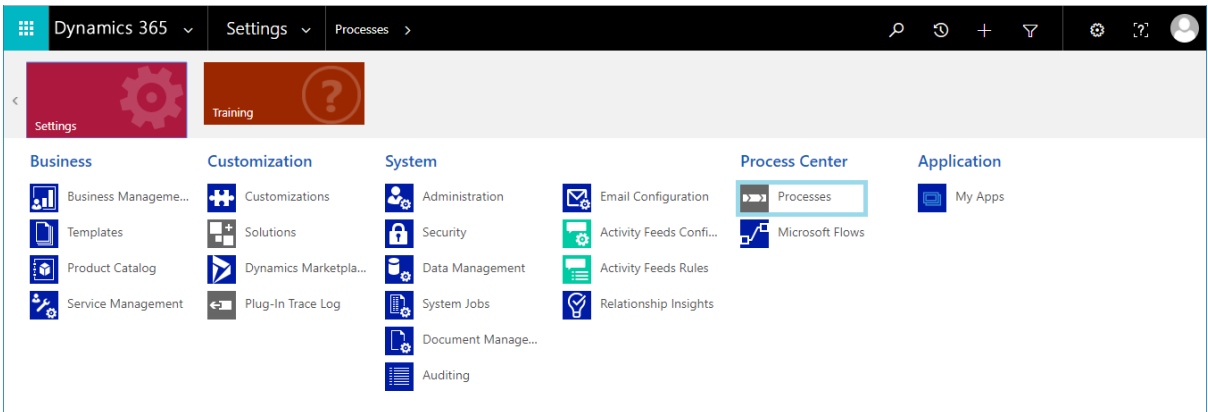 Dynamics 365 Settings Processes >
Settings
Training
Business Customization System Process Center Application
Business Manageme... Customizations Administration Email Configuration Processes My Apps
Templates Solutions Security Activity Feeds Confi... Microsoft Flows
Product Catalog Dynamics Marketpla... Data Management Activity Feeds Rules
Service Management Plug-In Trace Log System Jobs Relationship Insights
Document Manage...
Auditing